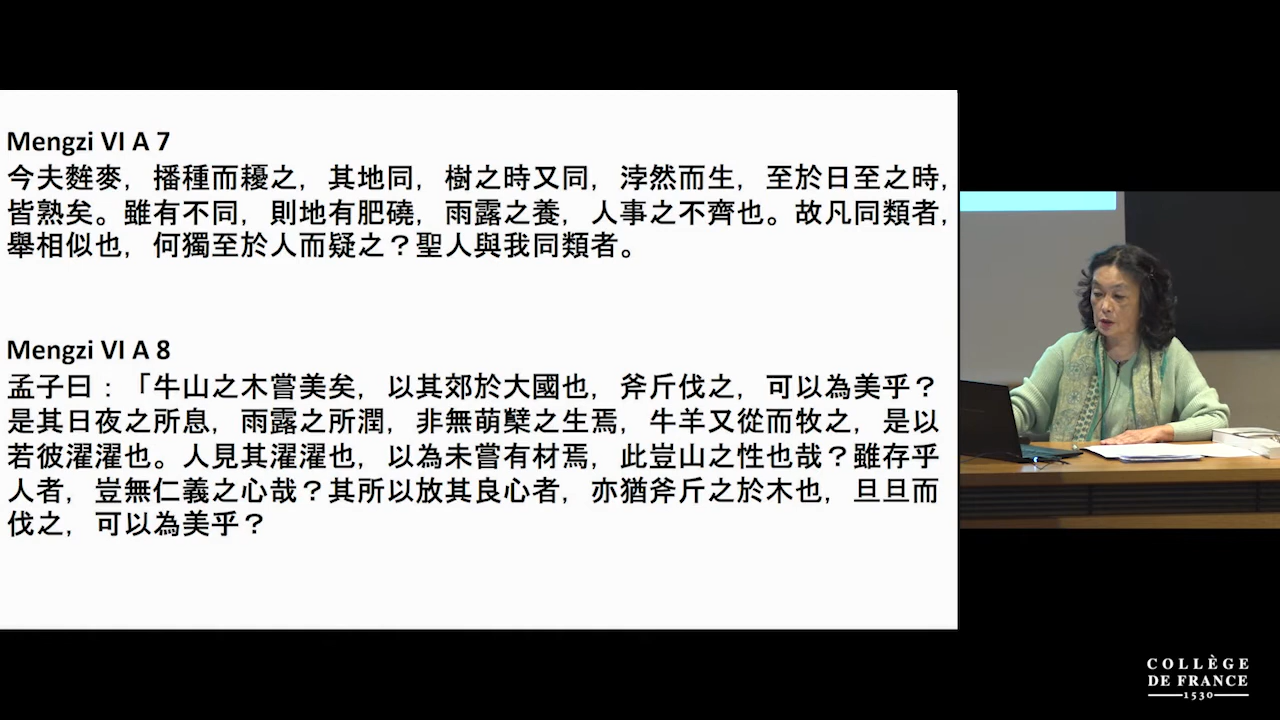 Mengzi VI A 7
今夫麰麥，播種而耰之，其地同，樹之時又同，浡然而生，至於日至之時，
皆熟矣。雖有不同，則地有肥磽，雨露之養，人事之不齊也。故凡同類者，
舉相似也，何獨至於人而疑之？聖人與我同類者。
Mengzi VI A 8
孟子曰：「牛山之木嘗美矣，以其郊於大國也，斧斤伐之，可以為美乎？
是其日夜之所息，雨露之所潤，非無萌櫱之生焉，牛羊又從而牧之，是以
若彼濯濯也。人見其濯濯也，以為未嘗有材焉，此豈山之性也哉？雖存乎
人者，豈無仁義之心哉？其所以放其良心者，亦猶斧斤之於木也，旦旦而
伐之，可以為美乎？
COLLÈGE
DE FRANCE
1530